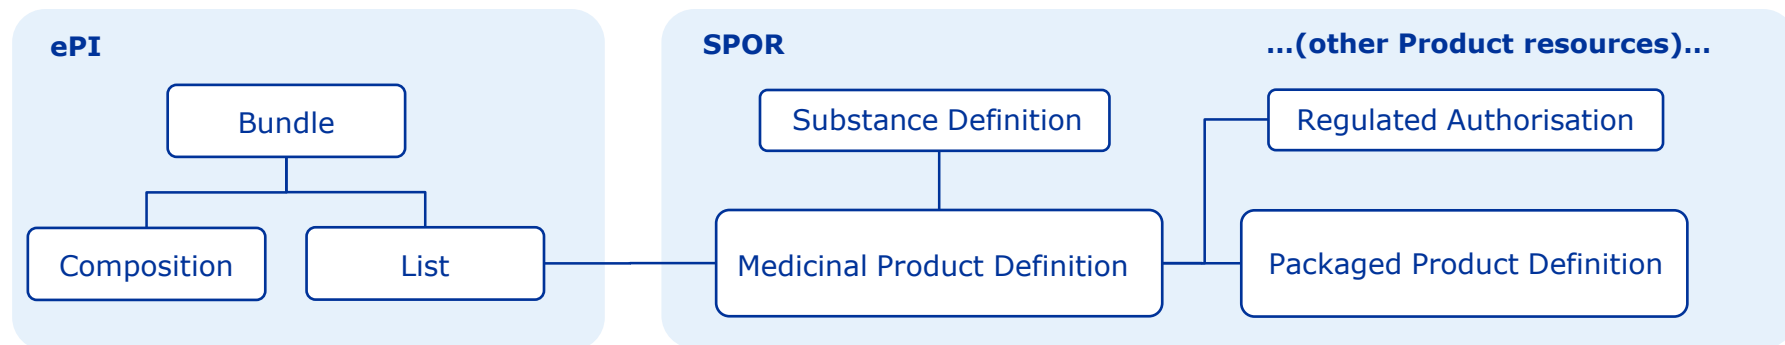 ePI
Bundle
Composition
List
SPOR
...(other Product resources)...
Substance Definition
Regulated Authorisation
Medicinal Product Definition
Packaged Product Definition